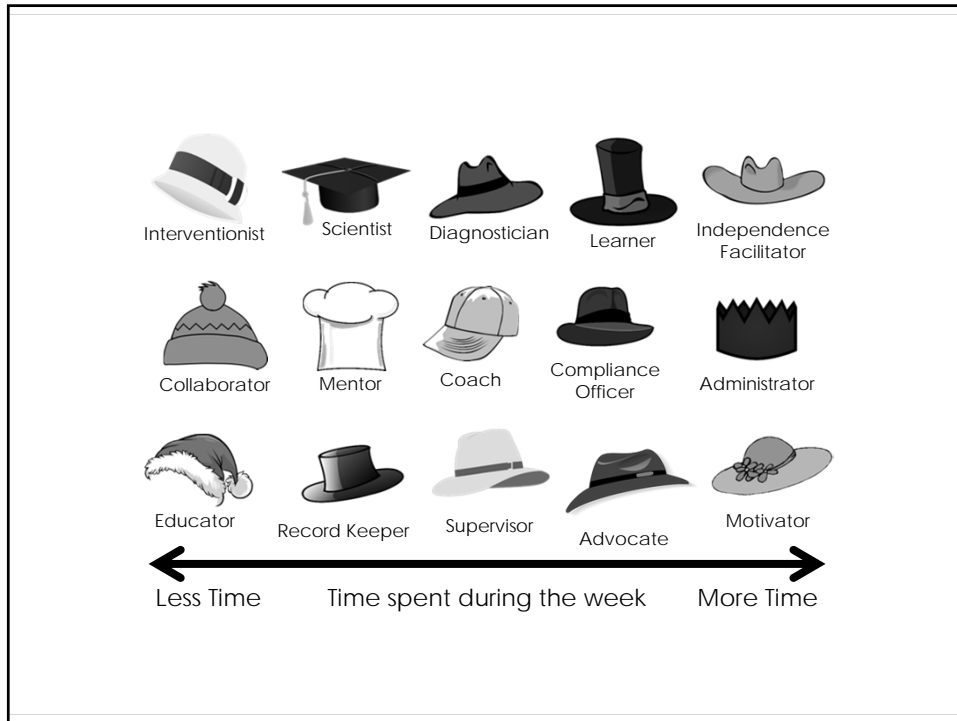 Interventionist
Scientist
Diagnostician
Learner
Independence
Facilitator
Collaborator
Mentor
Coach
Compliance
Officer
Administrator
Educator
Record Keeper
Supervisor
Advocate
Motivator
Less Time
Time spent during the week
More Time